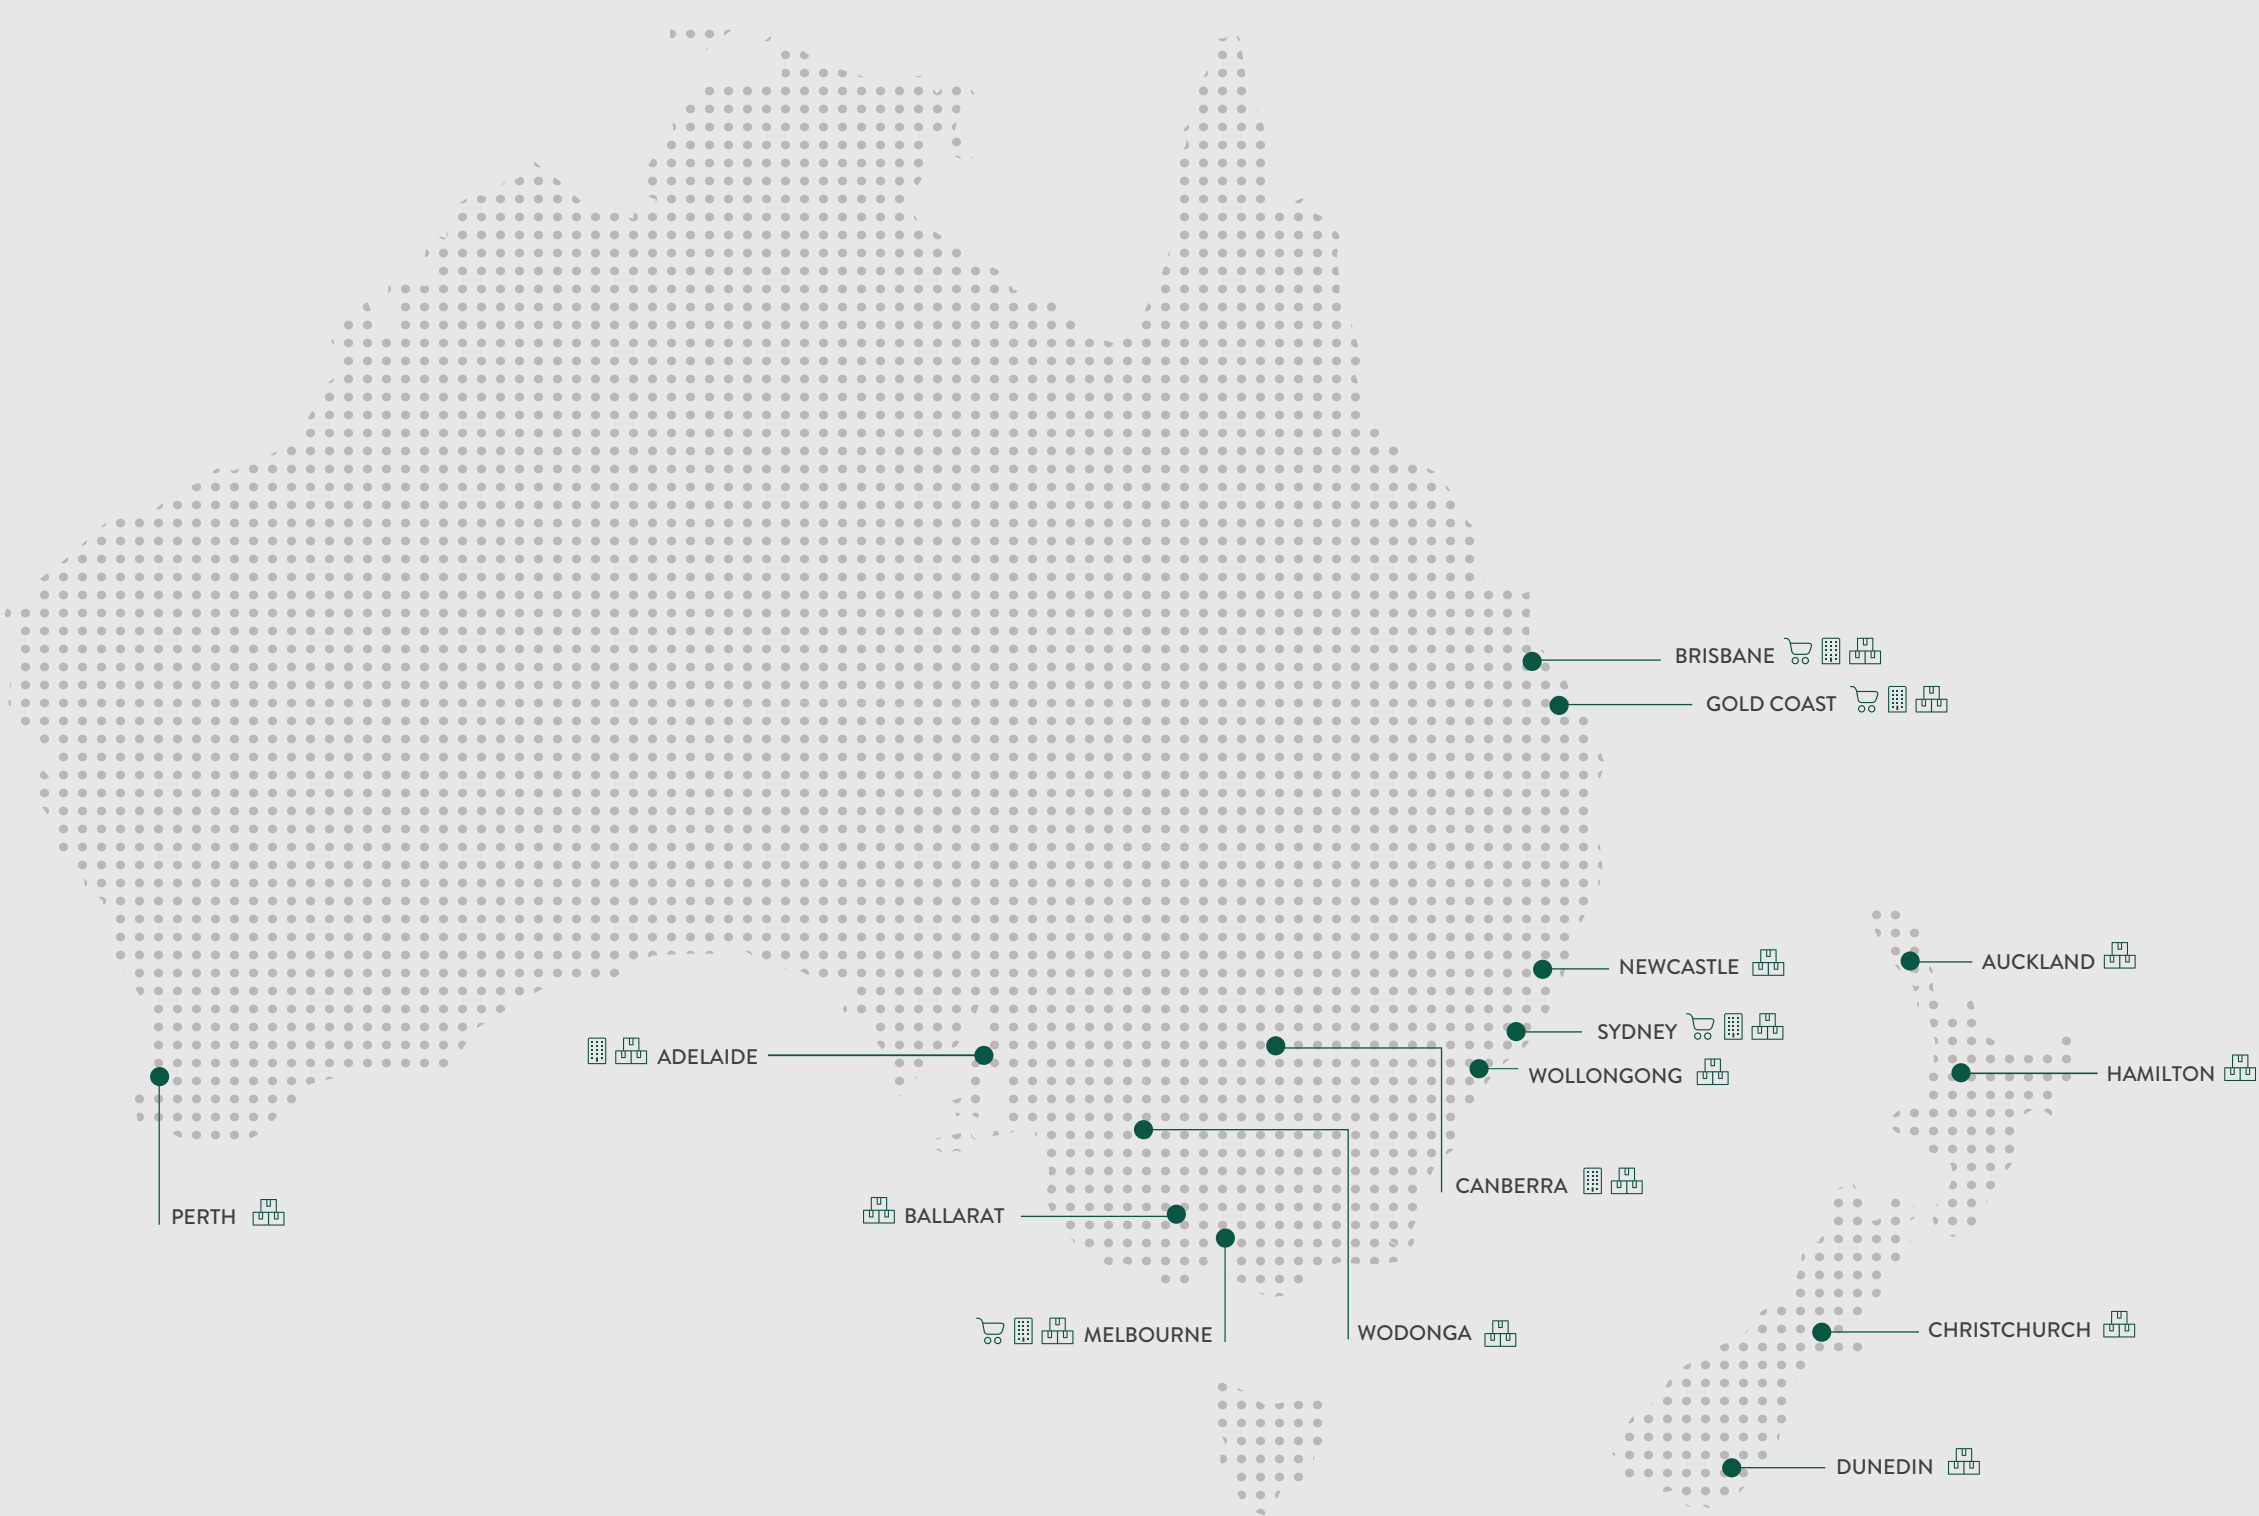 BRISBANE
GOLD COAST
NEWCASTLE
AUCKLAND
SYDNEY
ADELAIDE
WOLLONGONG
HAMILTON
CANBERRA
PERTH
BALLARAT
MELBOURNE
WODONGA
CHRISTCHURCH
DUNEDIN